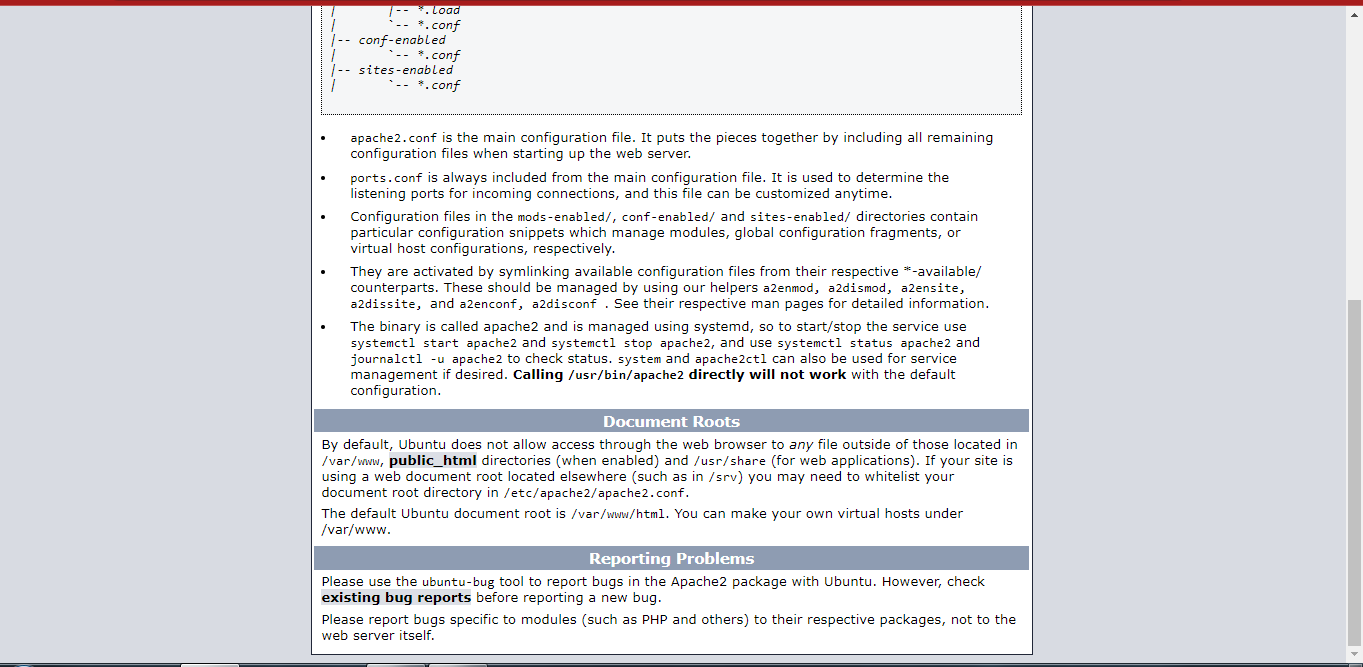 |       |-- *.load
|       `-- *.conf
|-- conf-enabled
|       `-- *.conf
|-- sites-enabled
|       `-- *.conf
• apache2.conf is the main configuration file. It puts the pieces together by including all remaining
configuration files when starting up the web server.
• ports.conf is always included from the main configuration file. It is used to determine the
listening ports for incoming connections, and this file can be customized anytime.
• Configuration files in the mods-enabled/, conf-enabled/ and sites-enabled/ directories contain
particular configuration snippets which manage modules, global configuration fragments, or
virtual host configurations, respectively.
• They are activated by symlinking available configuration files from their respective *-available/
counterparts. These should be managed by using our helpers a2enmod, a2dismod, a2ensite,
a2dissite, and a2enconf, a2disconf . See their respective man pages for detailed information.
• The binary is called apache2 and is managed using systemd, so to start/stop the service use
systemctl start apache2 and systemctl stop apache2, and use systemctl status apache2 and
journalctl -u apache2 to check status. system and apache2ctl can also be used for service
management if desired. Calling /usr/bin/apache2 directly will not work with the default
configuration.
Document Roots
By default, Ubuntu does not allow access through the web browser to any file outside of those located in
/var/www, public_html directories (when enabled) and /usr/share (for web applications). If your site is
using a web document root located elsewhere (such as in /srv) you may need to whitelist your
document root directory in /etc/apache2/apache2.conf.
The default Ubuntu document root is /var/www/html. You can make your own virtual hosts under
/var/www.
Reporting Problems
Please use the ubuntu-bug tool to report bugs in the Apache2 package with Ubuntu. However, check
existing bug reports before reporting a new bug.
Please report bugs specific to modules (such as PHP and others) to their respective packages, not to the
web server itself.